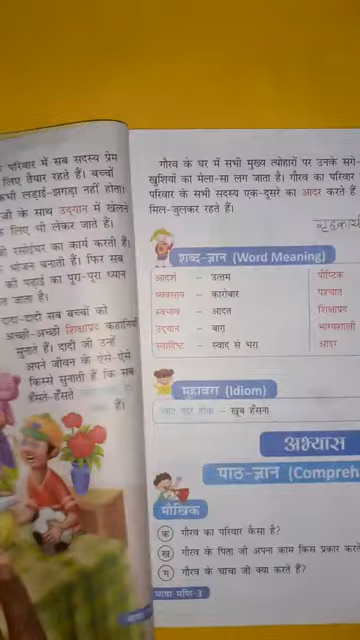 परिवार में सब सदस्य प्रेम
लिए तैयार रहते हैं। बच्चों
कभी लड़ाई-झगड़ा नहीं होता।
जी के साथ उद्यान में खेलने
के लिए भी लेकर जाते हैं।
रसोईघर का कार्य करती हैं।
भोजन बनाती हैं। फिर सब
की पढ़ाई का पूरा-पूरा ध्यान
जाता है।
दादा-दादी सब बच्चों को
अच्छी-अच्छी शिक्षाप्रद कहानियाँ
सुनाते हैं। दादी जी उन्हें
अपने जीवन के ऐसे-ऐसे
किस्से सुनाती हैं कि सब
हँसते-हँसते
हैं।
गौरव के घर में सभी मुख्य त्योहारों पर उनके सगे-
खुशियों का मेला-सा लग जाता है। गौरव का परिवार
परिवार के सभी सदस्य एक-दूसरे का आदर करते हैं
मिल-जुलकर रहते हैं।
गृहकार्य
शब्द-ज्ञान (Word Meaning)
आदर्श – उत्तम पौष्टिक
व्यवसाय – कारोबार पश्चात
स्वभाव – आदत शिक्षाप्रद
उद्यान – बाग़ भाग्यशाली
स्वादिष्ट – स्वाद से भरा आदर
मुहावरा (Idiom)
– खूब हँसना
अभ्यास
पाठ-ज्ञान (Compreh
मौखिक
क गौरव का परिवार कैसा है?
ख गौरव के पिता जी अपना काम किस प्रकार करते
ग गौरव के चाचा जी क्या करते हैं?
भाषा मणि-3